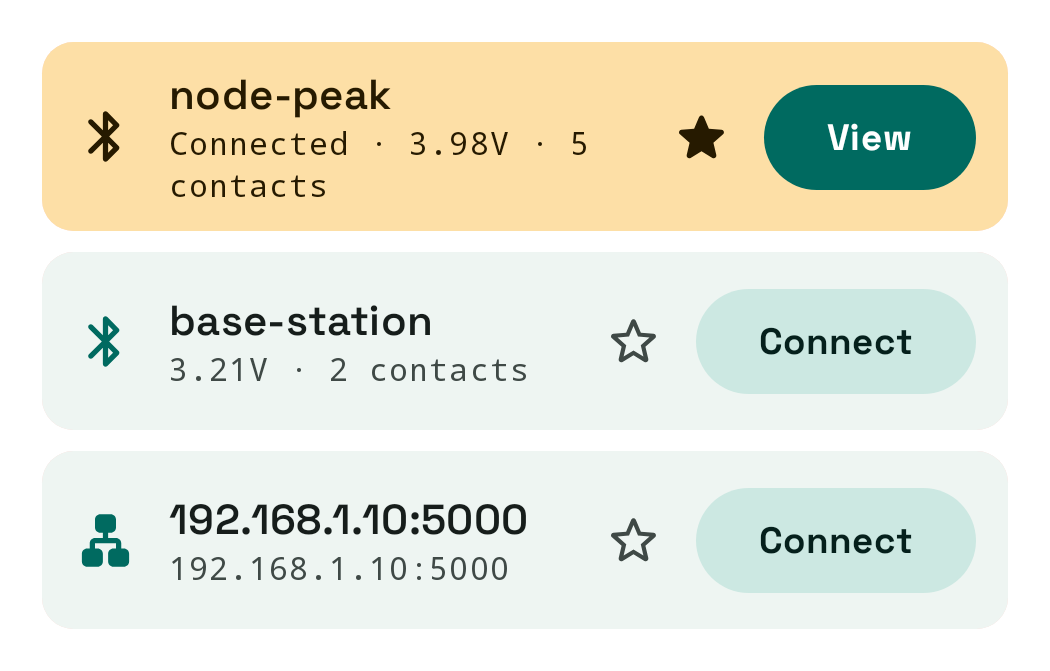 node-peak
Connected · 3.98V · 5
contacts
View
base-station
3.21V · 2 contacts
Connect
192.168.1.10:5000
192.168.1.10:5000
Connect